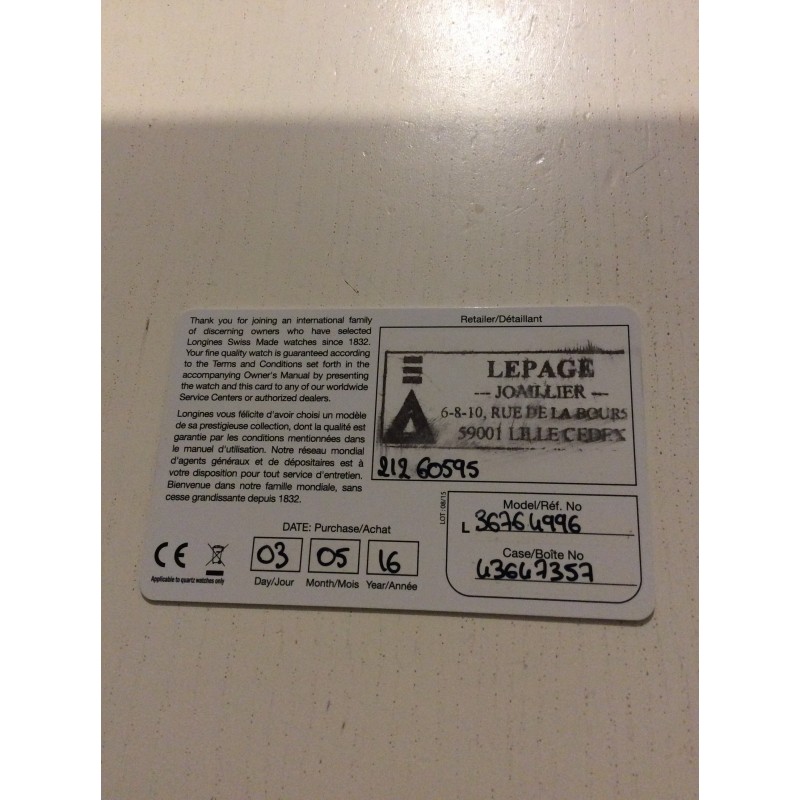 Thank you for joining an international family
of discerning owners who have selected
Longines Swiss Made watches since 1832.
Your fine quality watch is guaranteed according
to the Terms and Conditions set forth in the
accompanying Owner's Manual by presenting
the watch and this card to any of our worldwide
Service Centers or authorized dealers.
Longines vous félicite d'avoir choisi un modèle
de sa prestigieuse collection, dont la qualité est
garantie par les conditions mentionnées dans
le manuel d'utilisation. Notre réseau mondial
d'agents généraux et de dépositaires est à
votre disposition pour tout service d'entretien.
Bienvenue dans notre famille mondiale, sans
cesse grandissante depuis 1832.
Retailer/Détaillant
LEPAGE
-- JOAILLIER --
6-8-10, RUE DE LA BOURS
59001 LILLE CEDEX
212 60595
LOT : 08/15
Model/Réf. No
L 36764996
Case/Boîte No
43647357
DATE: Purchase/Achat
03 05 16
Day/Jour Month/Mois Year/Année
CE
Applicable to quartz watches only